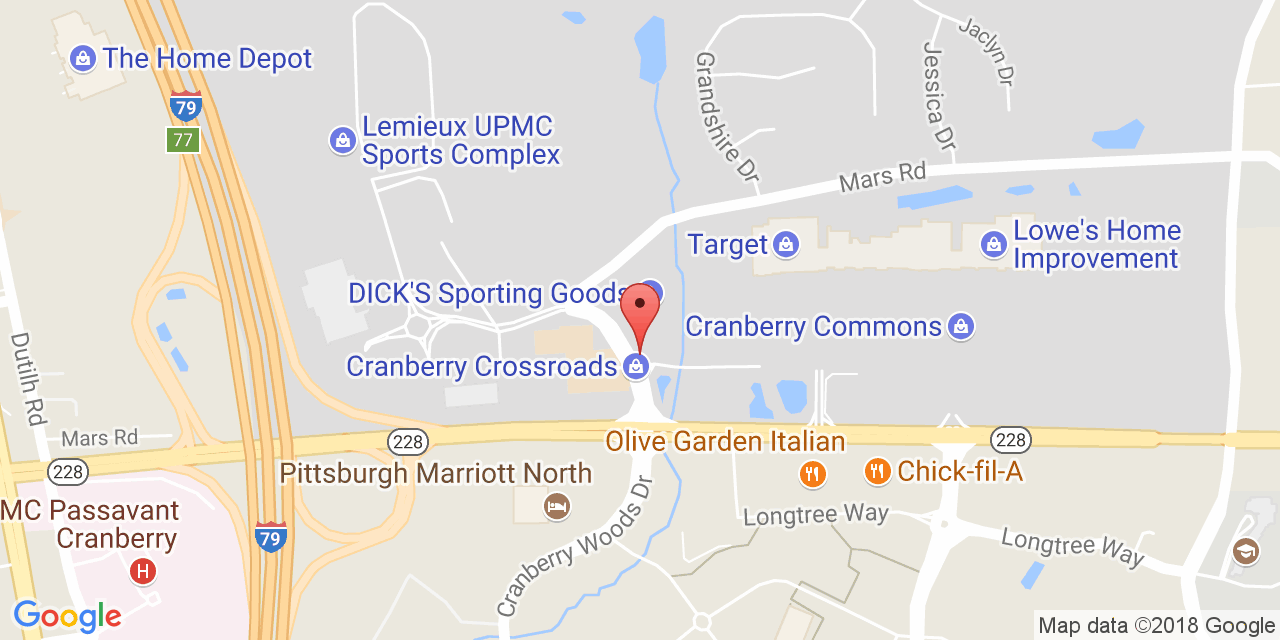 The Home Depot
79
77
Lemieux UPMC
Sports Complex
Grandshire Dr
Jessica Dr
Jaclyn Dr
Mars Rd
Target
Lowe's Home
Improvement
DICK'S Sporting Goods
Cranberry Commons
Cranberry Crossroads
Dutilh Rd
Mars Rd
228
228
228
Olive Garden Italian
Chick-fil-A
Pittsburgh Marriott North
MC Passavant
Cranberry
H
79
Cranberry Woods Dr
Longtree Way
Longtree Way
Google
Map data ©2018 Google